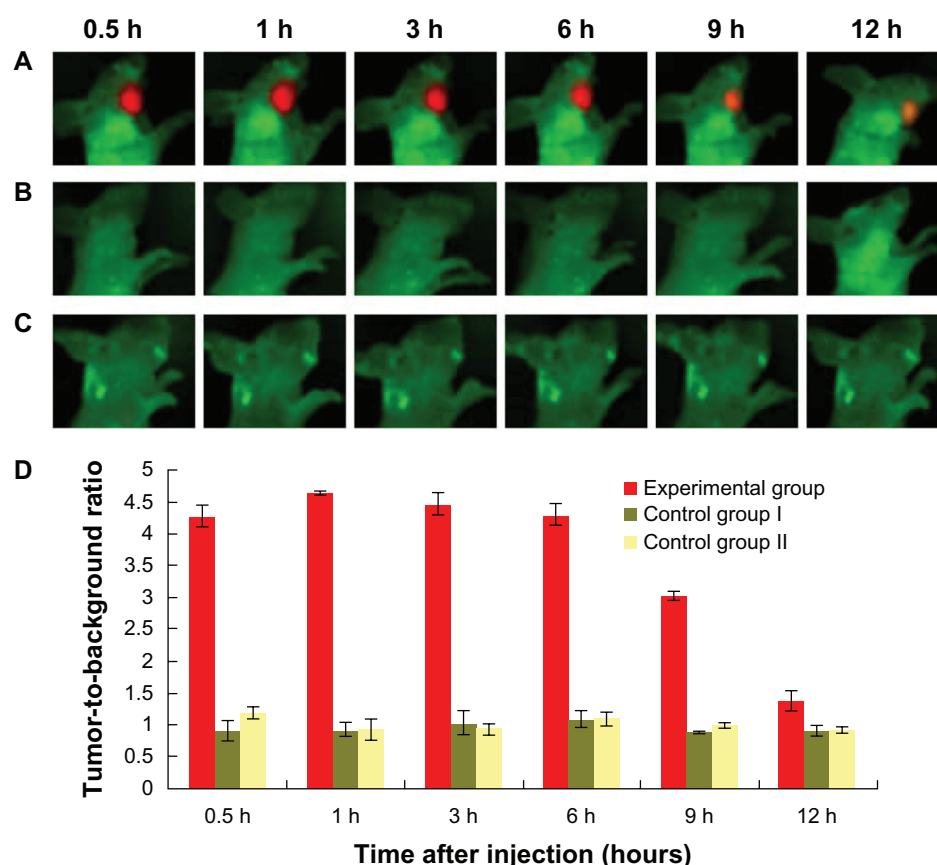 0.5 h 1 h 3 h 6 h 9 h 12 h
A
B
C
D
Tumor-to-background ratio
5
4.5
4
3.5
3
2.5
2
1.5
1
0.5
0
Experimental group
Control group I
Control group II
0.5 h 1 h 3 h 6 h 9 h 12 h
Time after injection (hours)